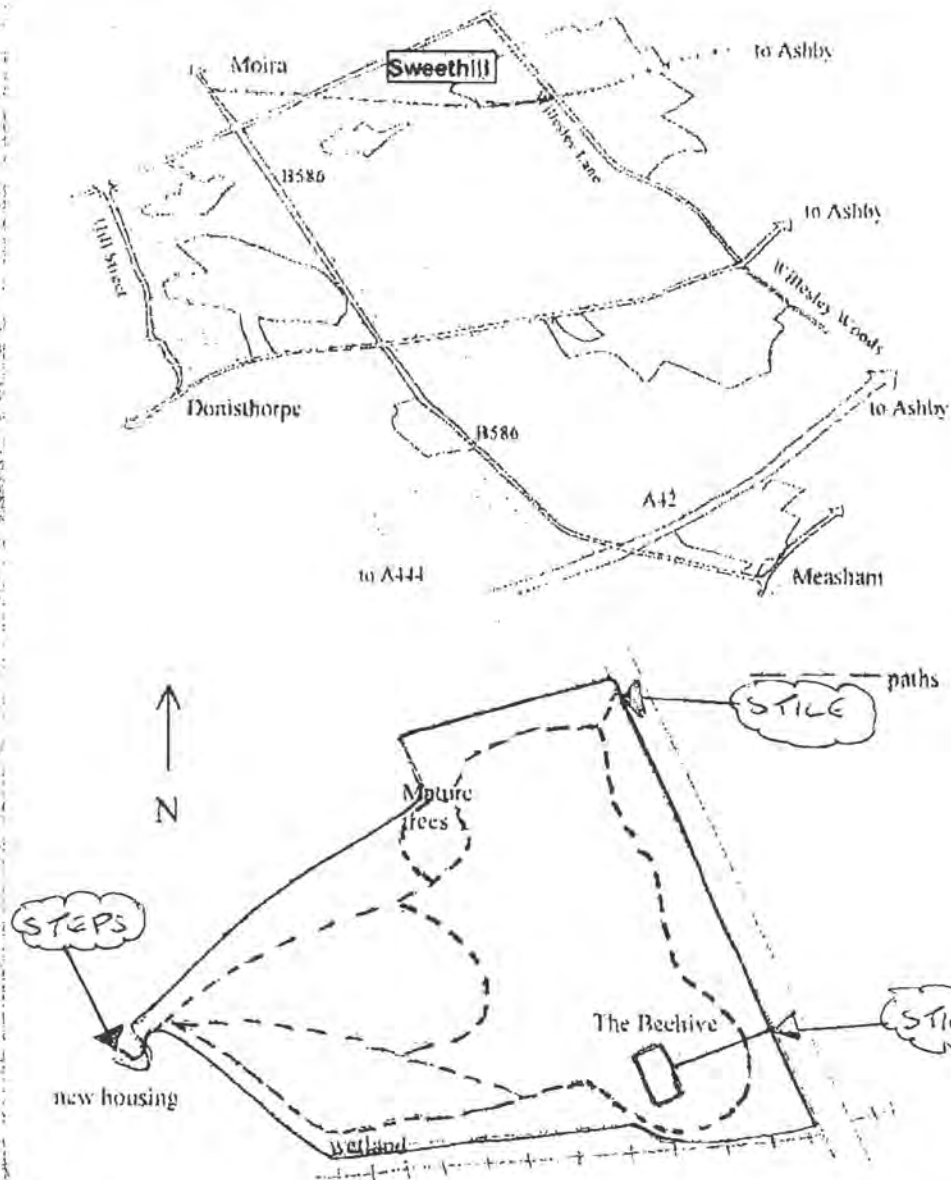 Moira
Sweethill
to Ashby
Willesley Lane
B586
to Ashby
Hill Street
Willesley Woods
Donisthorpe
to Ashby
B586
A42
to A444
Measham
paths
STILE
N
Mature
trees
STEPS
The Beehive
STI
new housing
wetland